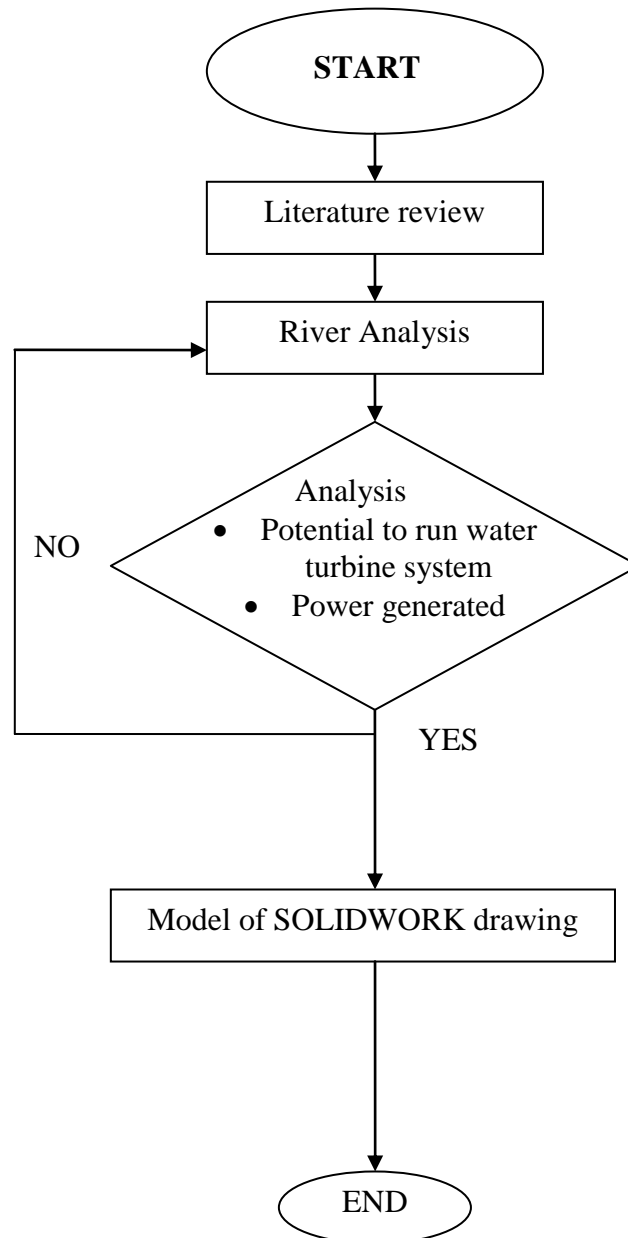 START
Literature review
River Analysis
Analysis
• Potential to run water
turbine system
• Power generated
NO
YES
Model of SOLIDWORK drawing
END